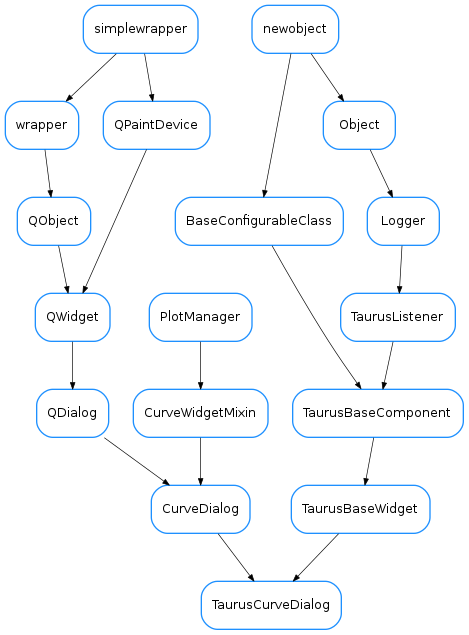 simplewrapper
newobject
wrapper
QPaintDevice
Object
QObject
BaseConfigurableClass
Logger
QWidget
PlotManager
TaurusListener
QDialog
CurveWidgetMixin
TaurusBaseComponent
CurveDialog
TaurusBaseWidget
TaurusCurveDialog